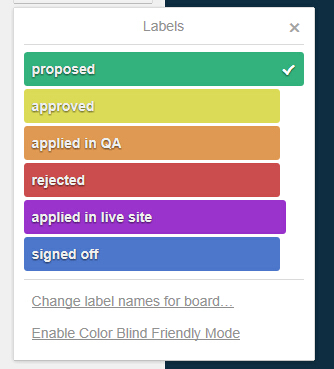 Labels
proposed
approved
applied in QA
rejected
applied in live site
signed off
Change label names for board…
Enable Color Blind Friendly Mode